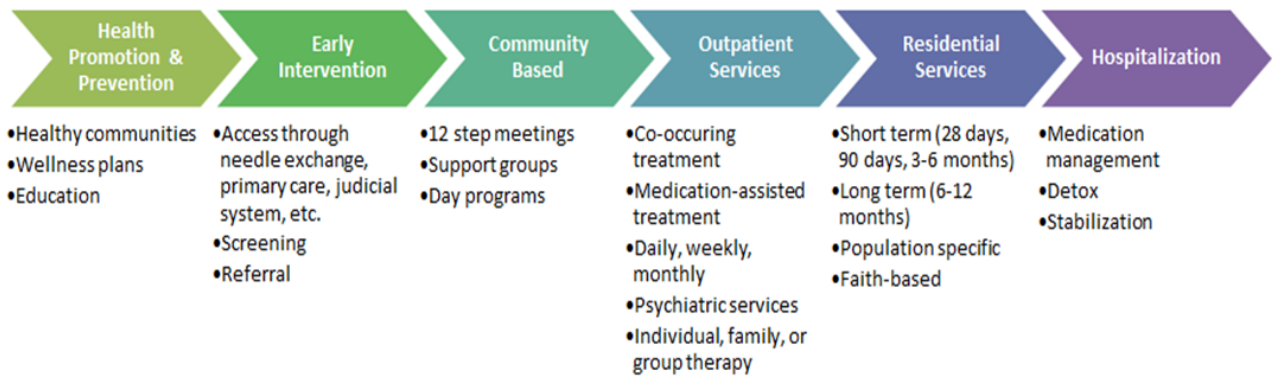 Health
Promotion &
Prevention
Early
Intervention
Community
Based
Outpatient
Services
Residential
Services
Hospitalization
•Healthy communities
•Wellness plans
•Education
•Access through
needle exchange,
primary care, judicial
system, etc.
•Screening
•Referral
•12 step meetings
•Support groups
•Day programs
•Co-occuring
treatment
•Medication-assisted
treatment
•Daily, weekly,
monthly
•Psychiatric services
•Individual, family, or
group therapy
•Short term (28 days,
90 days, 3-6 months)
•Long term (6-12
months)
•Population specific
•Faith-based
•Medication
management
•Detox
•Stabilization